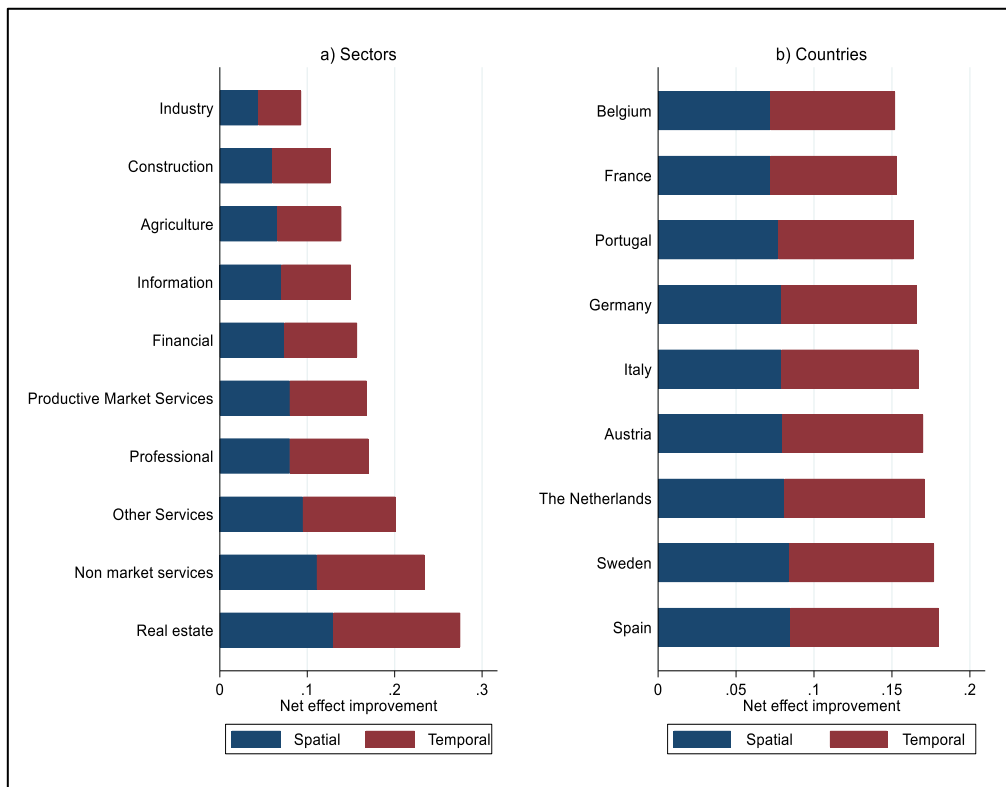 a) Sectors
Industry
Construction
Agriculture
Information
Financial
Productive Market Services
Professional
Other Services
Non market services
Real estate
0 .1 .2 .3
Net effect improvement
Spatial Temporal
b) Countries
Belgium
France
Portugal
Germany
Italy
Austria
The Netherlands
Sweden
Spain
0 .05 .1 .15 .2
Net effect improvement
Spatial Temporal